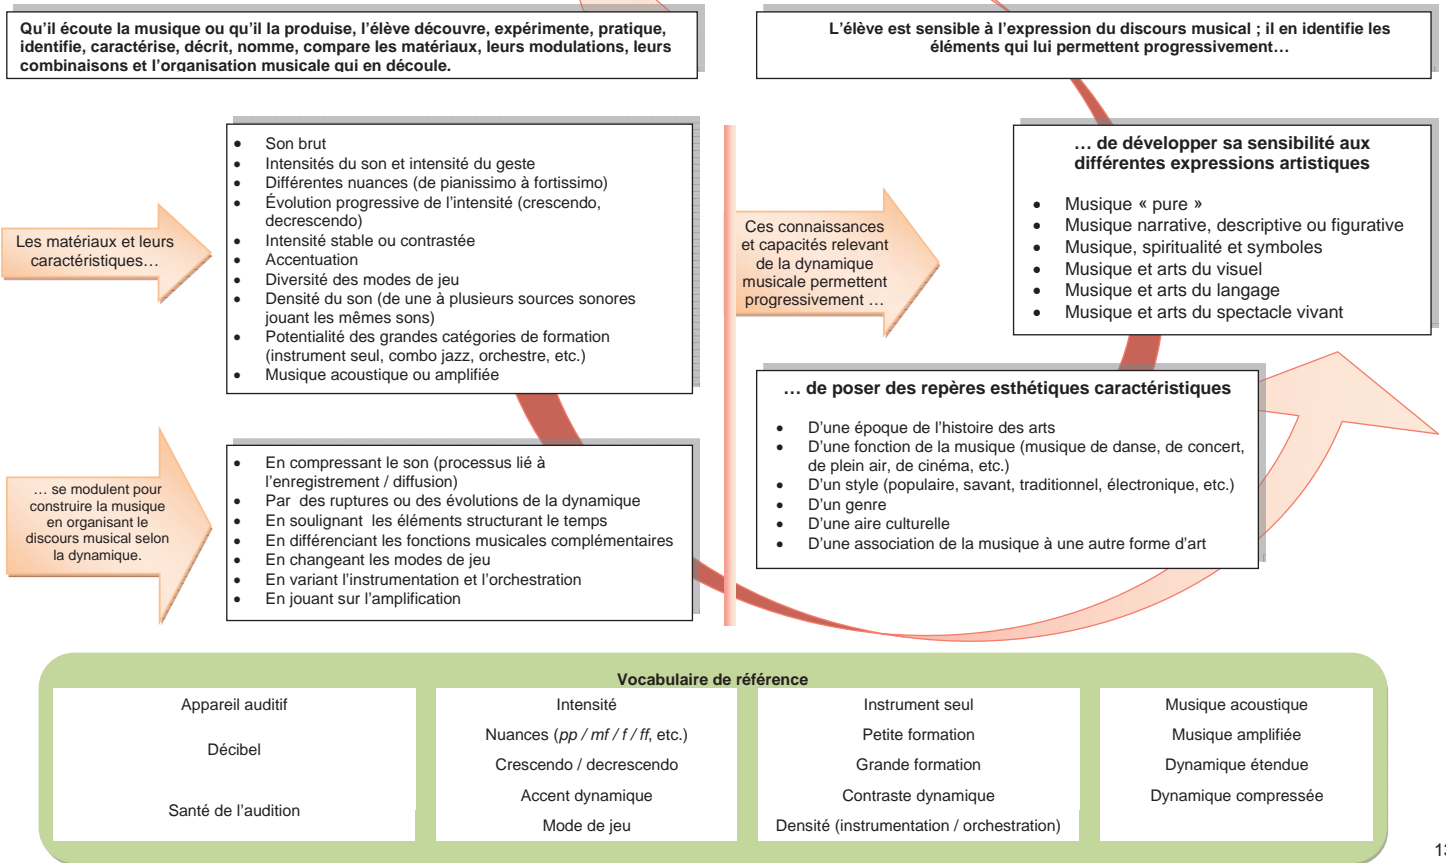 Qu'il écoute la musique ou qu'il la produise, l'élève découvre, expérimente, pratique,
identifie, caractérise, décrit, nomme, compare les matériaux, leurs modulations, leurs
combinaisons et l'organisation musicale qui en découle.
L'élève est sensible à l'expression du discours musical ; il en identifie les
éléments qui lui permettent progressivement…
Les matériaux et leurs
caractéristiques…
• Son brut
• Intensités du son et intensité du geste
• Différentes nuances (de pianissimo à fortissimo)
• Évolution progressive de l'intensité (crescendo,
decrescendo)
• Intensité stable ou contrastée
• Accentuation
• Diversité des modes de jeu
• Densité du son (de une à plusieurs sources sonores
jouant les mêmes sons)
• Potentialité des grandes catégories de formation
(instrument seul, combo jazz, orchestre, etc.)
• Musique acoustique ou amplifiée
… se modulent pour
construire la musique
en organisant le
discours musical selon
la dynamique.
• En compressant le son (processus lié à
l'enregistrement / diffusion)
• Par des ruptures ou des évolutions de la dynamique
• En soulignant les éléments structurant le temps
• En différenciant les fonctions musicales complémentaires
• En changeant les modes de jeu
• En variant l'instrumentation et l'orchestration
• En jouant sur l'amplification
Ces connaissances
et capacités relevant
de la dynamique
musicale permettent
progressivement …
… de développer sa sensibilité aux
différentes expressions artistiques
• Musique « pure »
• Musique narrative, descriptive ou figurative
• Musique, spiritualité et symboles
• Musique et arts du visuel
• Musique et arts du langage
• Musique et arts du spectacle vivant
… de poser des repères esthétiques caractéristiques
• D'une époque de l'histoire des arts
• D'une fonction de la musique (musique de danse, de concert,
de plein air, de cinéma, etc.)
• D'un style (populaire, savant, traditionnel, électronique, etc.)
• D'un genre
• D'une aire culturelle
• D'une association de la musique à une autre forme d'art
Vocabulaire de référence
Appareil auditif
Décibel
Santé de l'audition
Intensité
Nuances (pp / mf / f / ff, etc.)
Crescendo / decrescendo
Accent dynamique
Mode de jeu
Instrument seul
Petite formation
Grande formation
Contraste dynamique
Densité (instrumentation / orchestration)
Musique acoustique
Musique amplifiée
Dynamique étendue
Dynamique compressée